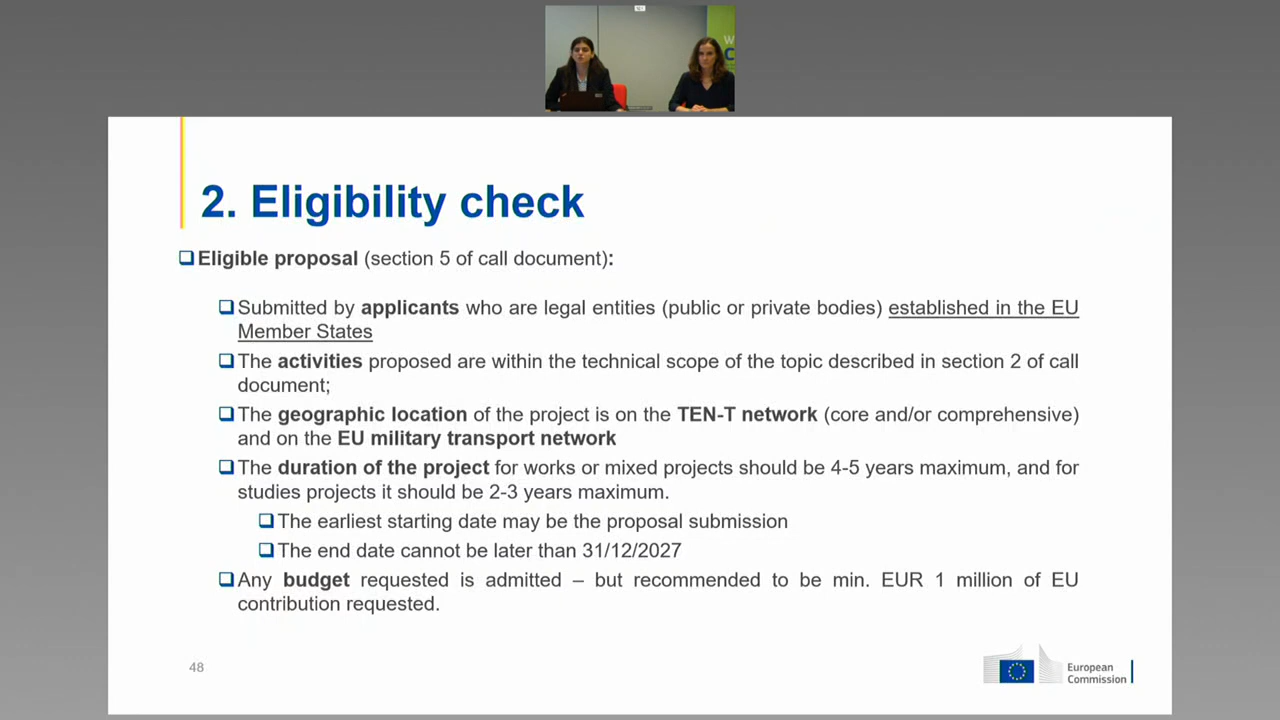 2. Eligibility check
❑Eligible proposal (section 5 of call document):
❑Submitted by applicants who are legal entities (public or private bodies) established in the EU
Member States
❑The activities proposed are within the technical scope of the topic described in section 2 of call
document;
❑The geographic location of the project is on the TEN-T network (core and/or comprehensive)
and on the EU military transport network
❑The duration of the project for works or mixed projects should be 4-5 years maximum, and for
studies projects it should be 2-3 years maximum.
❑The earliest starting date may be the proposal submission
❑The end date cannot be later than 31/12/2027
❑Any budget requested is admitted – but recommended to be min. EUR 1 million of EU
contribution requested.
48
European
Commission